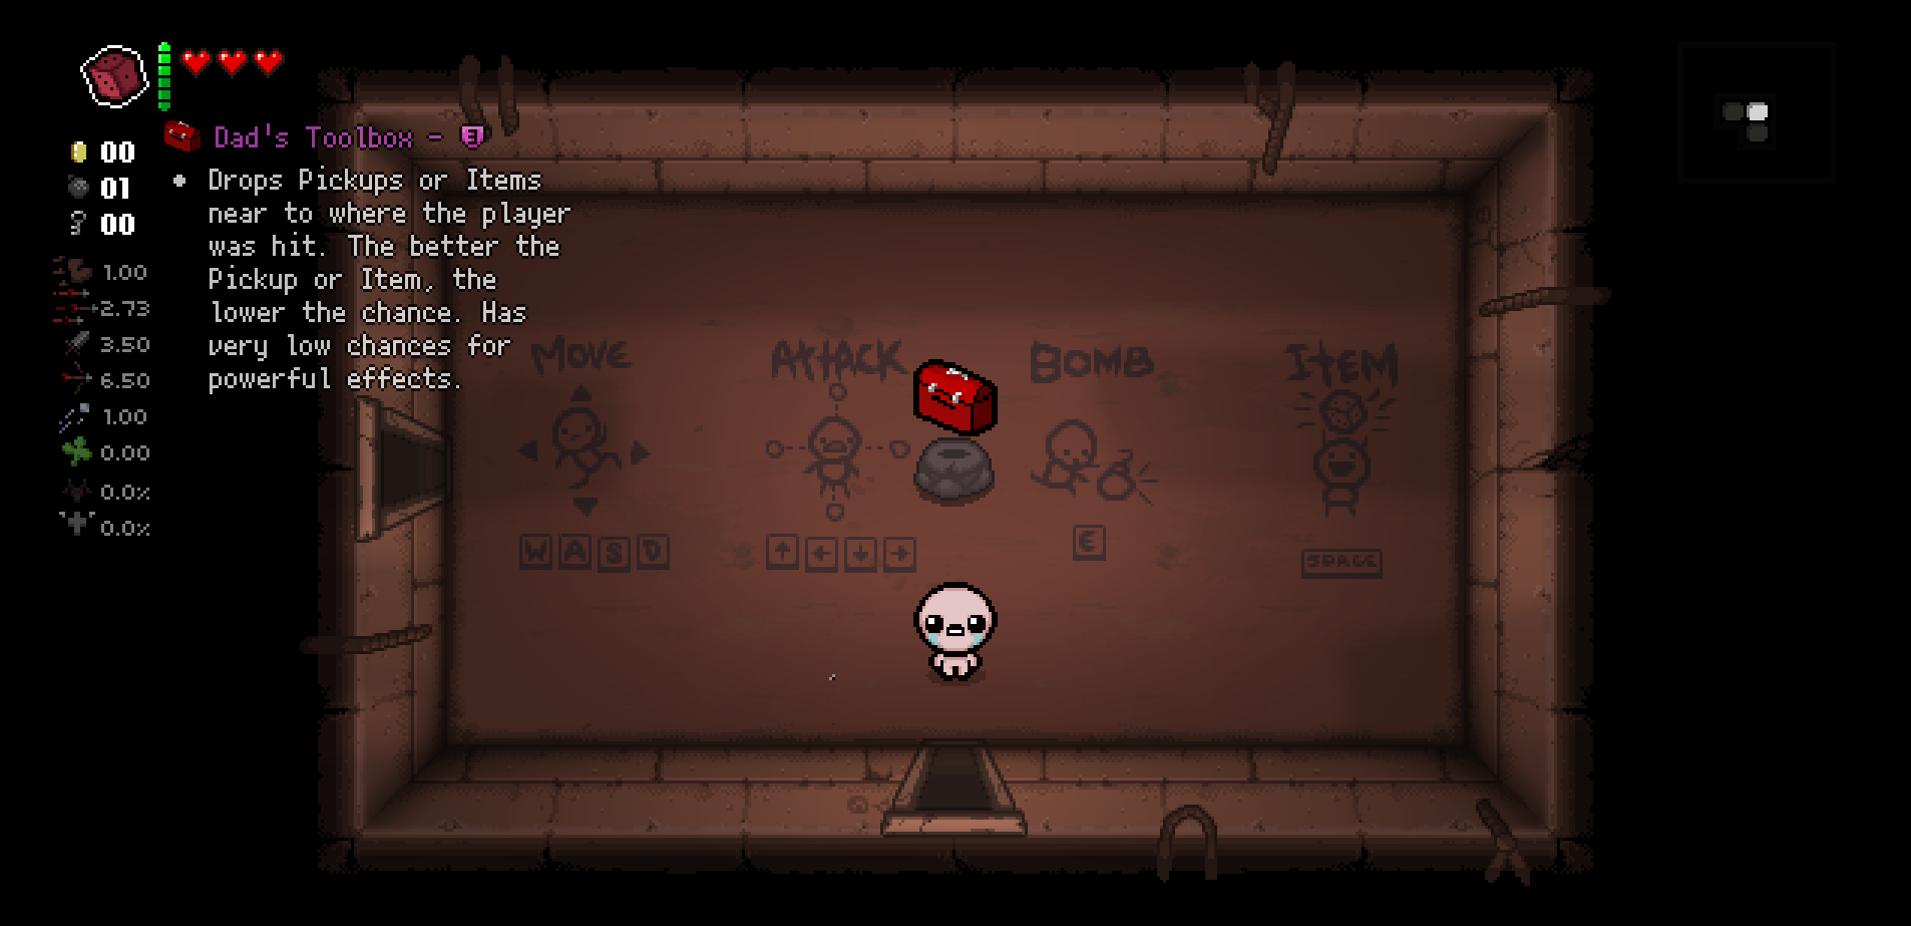 Dad's Toolbox - 3
00
01
00
Drops Pickups or Items
near to where the player
was hit. The better the
Pickup or Item, the
lower the chance. Has
very low chances for
powerful effects.
1.00
2.73
3.50
6.50
1.00
0.00
0.0%
0.0%
MOVE ATTACK BOMB ITEM
W A S D ↑ ← ↓ → E SPACE